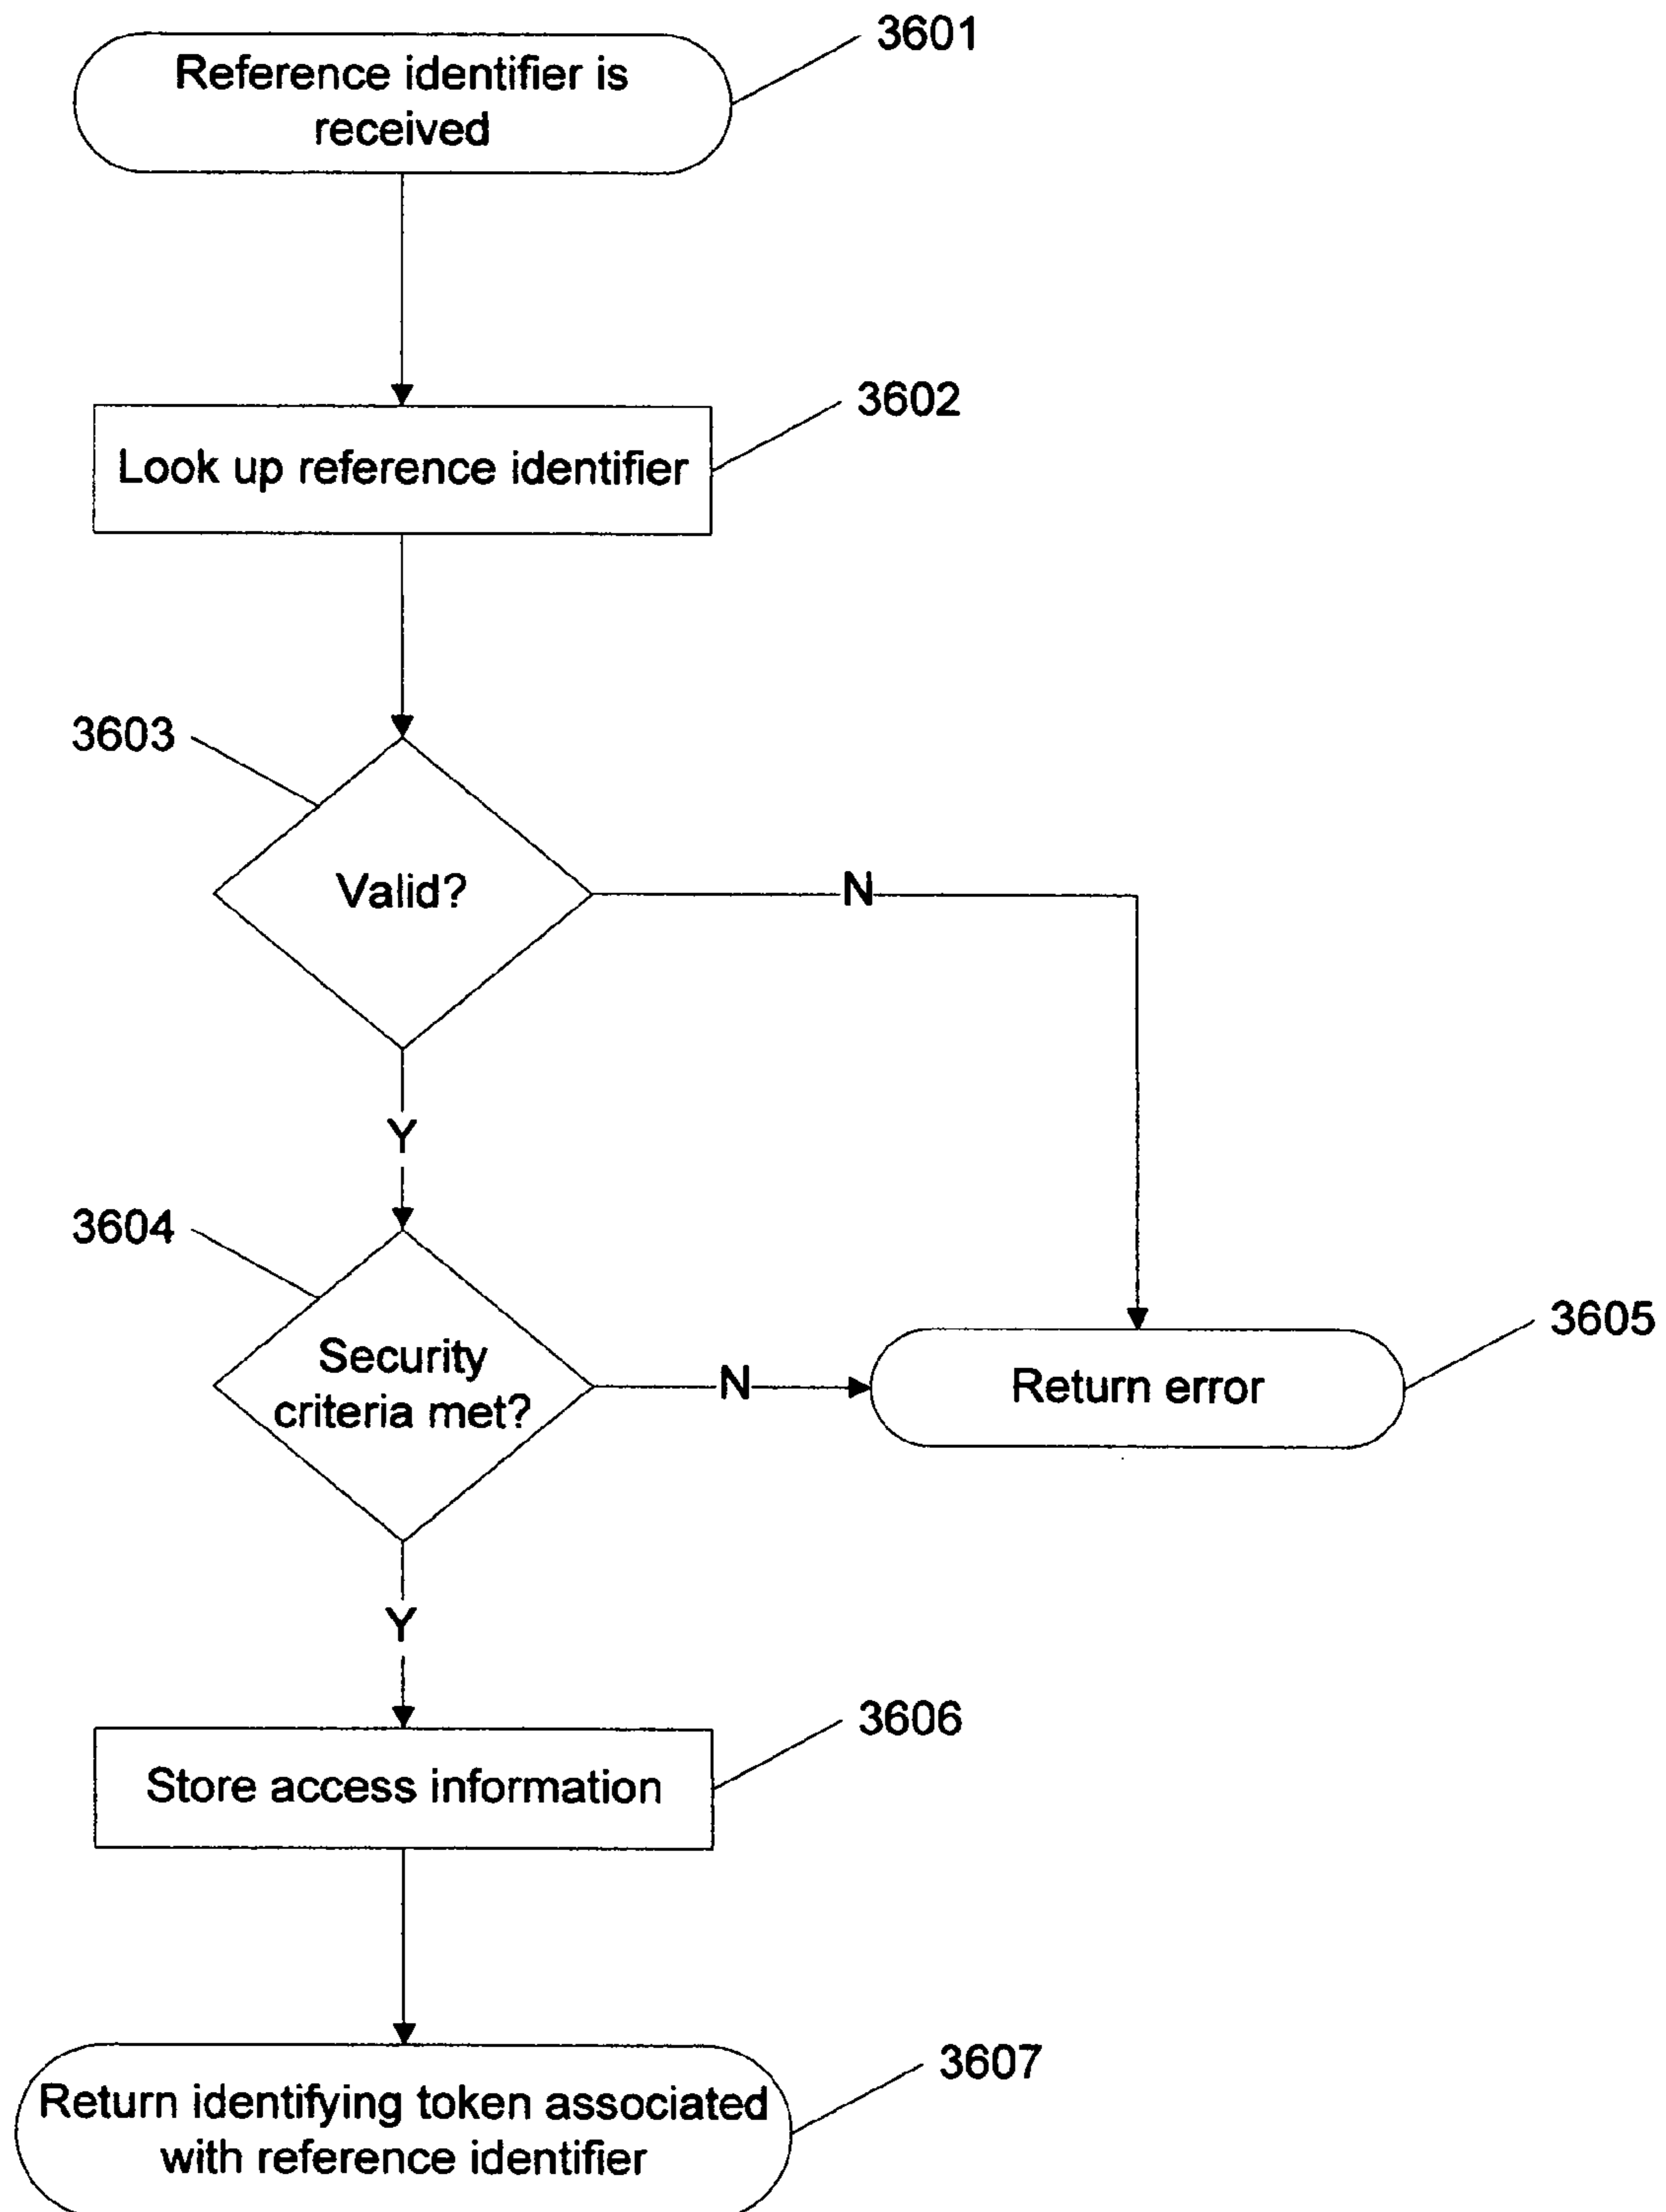 3601
Reference identifier is
received
3602
Look up reference identifier
3603
Valid?
N
Y
3604
Security
criteria met?
N
3605
Return error
Y
3606
Store access information
3607
Return identifying token associated
with reference identifier